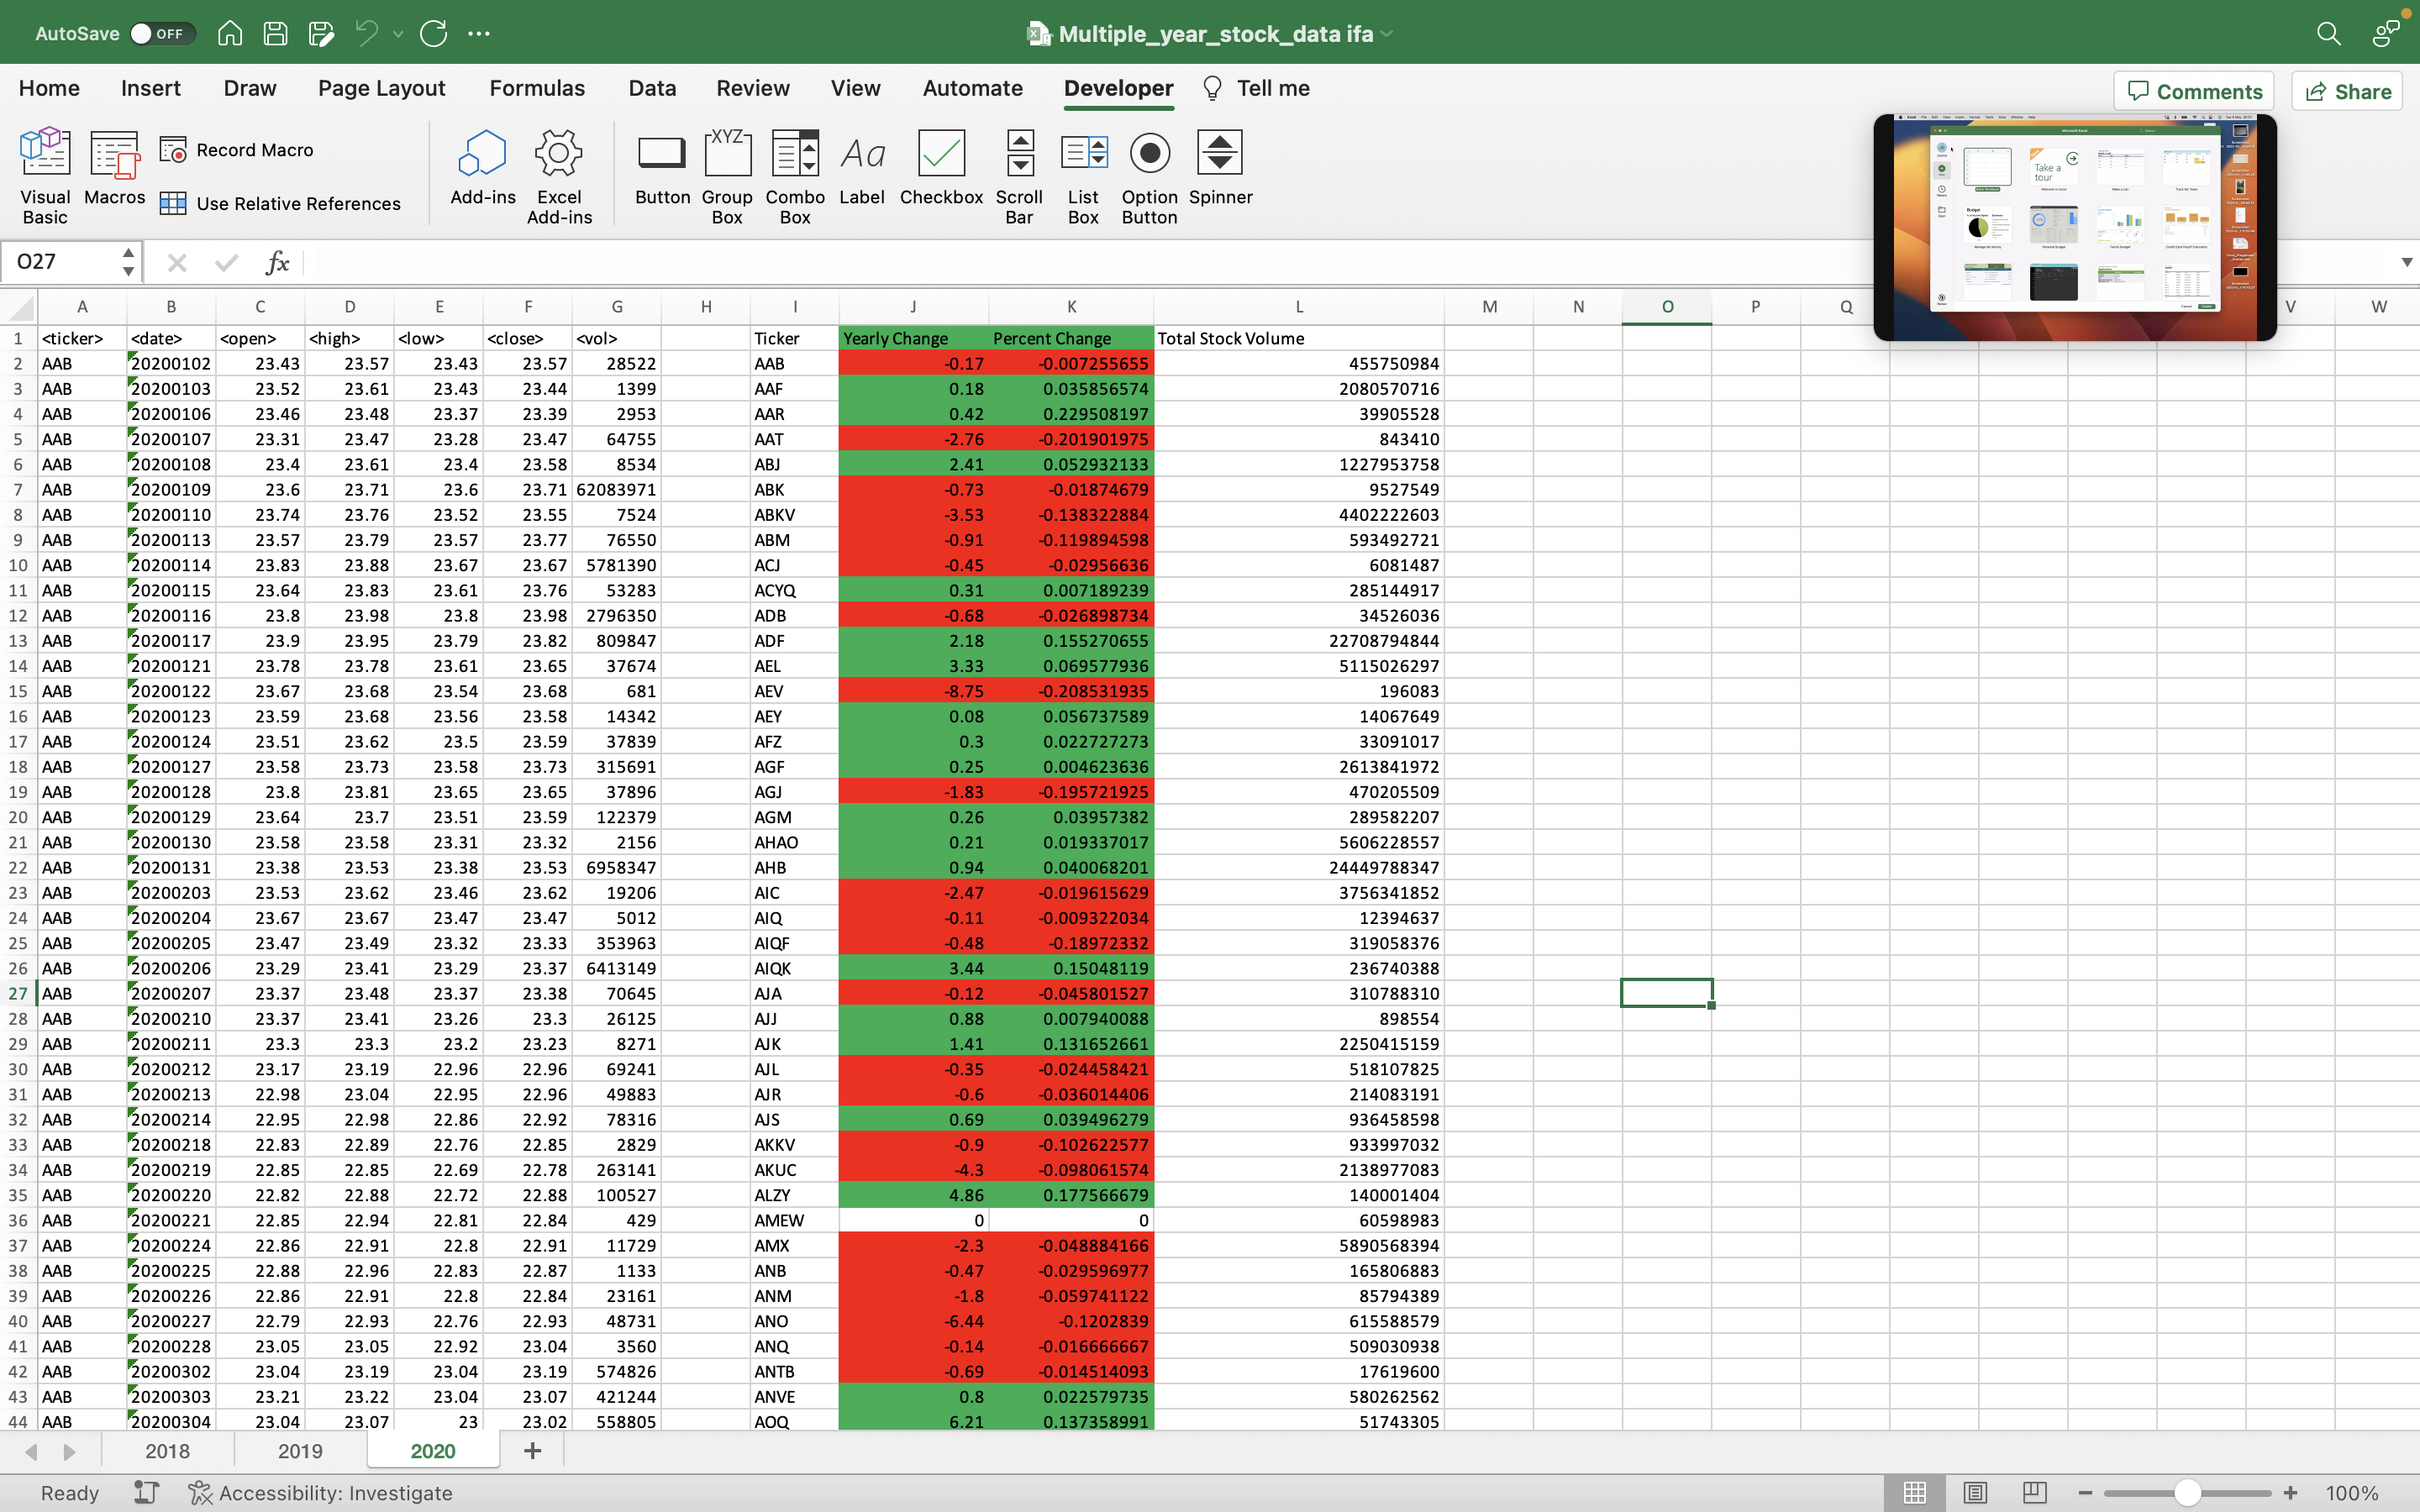 AutoSave OFF Multiple_year_stock_data ifa
Home Insert Draw Page Layout Formulas Data Review View Automate Developer Tell me Comments Share
Visual Basic Macros Record Macro Use Relative References Add-ins Excel Add-ins Button Group Box Combo Box Label Checkbox Scroll Bar List Box Option Button Spinner
XYZ Aa
O27 fx
A B C D E F G H I J K L M N O P Q V W
1 <ticker> <date> <open> <high> <low> <close> <vol> Ticker Yearly Change Percent Change Total Stock Volume
2 AAB 20200102 23.43 23.57 23.43 23.57 28522 AAB -0.17 -0.007255655 455750984
3 AAB 20200103 23.52 23.61 23.43 23.44 1399 AAF 0.18 0.035856574 2080570716
4 AAB 20200106 23.46 23.48 23.37 23.39 2953 AAR 0.42 0.229508197 39905528
5 AAB 20200107 23.31 23.47 23.28 23.47 64755 AAT -2.76 -0.201901975 843410
6 AAB 20200108 23.4 23.61 23.4 23.58 8534 ABJ 2.41 0.052932133 1227953758
7 AAB 20200109 23.6 23.71 23.6 23.71 62083971 ABK -0.73 -0.01874679 9527549
8 AAB 20200110 23.74 23.76 23.52 23.55 7524 ABKV -3.53 -0.138322884 4402222603
9 AAB 20200113 23.57 23.79 23.57 23.77 76550 ABM -0.91 -0.119894598 593492721
10 AAB 20200114 23.83 23.88 23.67 23.67 5781390 ACJ -0.45 -0.02956636 6081487
11 AAB 20200115 23.64 23.83 23.61 23.76 53283 ACYQ 0.31 0.007189239 285144917
12 AAB 20200116 23.8 23.98 23.8 23.98 2796350 ADB -0.68 -0.026898734 34526036
13 AAB 20200117 23.9 23.95 23.79 23.82 809847 ADF 2.18 0.155270655 22708794844
14 AAB 20200121 23.78 23.78 23.61 23.65 37674 AEL 3.33 0.069577936 5115026297
15 AAB 20200122 23.67 23.68 23.54 23.68 681 AEV -8.75 -0.208531935 196083
16 AAB 20200123 23.59 23.68 23.56 23.58 14342 AEY 0.08 0.056737589 14067649
17 AAB 20200124 23.51 23.62 23.5 23.59 37839 AFZ 0.3 0.022727273 33091017
18 AAB 20200127 23.58 23.73 23.58 23.73 315691 AGF 0.25 0.004623636 2613841972
19 AAB 20200128 23.8 23.81 23.65 23.65 37896 AGJ -1.83 -0.195721925 470205509
20 AAB 20200129 23.64 23.7 23.51 23.59 122379 AGM 0.26 0.03957382 289582207
21 AAB 20200130 23.58 23.58 23.31 23.32 2156 AHAO 0.21 0.019337017 5606228557
22 AAB 20200131 23.38 23.53 23.38 23.53 6958347 AHB 0.94 0.040068201 24449788347
23 AAB 20200203 23.53 23.62 23.46 23.62 19206 AIC -2.47 -0.019615629 3756341852
24 AAB 20200204 23.67 23.67 23.47 23.47 5012 AIQ -0.11 -0.009322034 12394637
25 AAB 20200205 23.47 23.49 23.32 23.33 353963 AIQF -0.48 -0.18972332 319058376
26 AAB 20200206 23.29 23.41 23.29 23.37 6413149 AIQK 3.44 0.15048119 236740388
27 AAB 20200207 23.37 23.48 23.37 23.38 70645 AJA -0.12 -0.045801527 310788310
28 AAB 20200210 23.37 23.41 23.26 23.3 26125 AJJ 0.88 0.007940088 898554
29 AAB 20200211 23.3 23.3 23.2 23.23 8271 AJK 1.41 0.131652661 2250415159
30 AAB 20200212 23.17 23.19 22.96 22.96 69241 AJL -0.35 -0.024458421 518107825
31 AAB 20200213 22.98 23.04 22.95 22.96 49883 AJR -0.6 -0.036014406 214083191
32 AAB 20200214 22.95 22.98 22.86 22.92 78316 AJS 0.69 0.039496279 936458598
33 AAB 20200218 22.83 22.89 22.76 22.85 2829 AKKV -0.9 -0.102622577 933997032
34 AAB 20200219 22.85 22.85 22.69 22.78 263141 AKUC -4.3 -0.098061574 2138977083
35 AAB 20200220 22.82 22.88 22.72 22.88 100527 ALZY 4.86 0.177566679 140001404
36 AAB 20200221 22.85 22.94 22.81 22.84 429 AMEW 0 0 60598983
37 AAB 20200224 22.86 22.91 22.8 22.91 11729 AMX -2.3 -0.048884166 5890568394
38 AAB 20200225 22.88 22.96 22.83 22.87 1133 ANB -0.47 -0.029596977 165806883
39 AAB 20200226 22.86 22.91 22.8 22.84 23161 ANM -1.8 -0.059741122 85794389
40 AAB 20200227 22.79 22.93 22.76 22.93 48731 ANO -6.44 -0.1202839 615588579
41 AAB 20200228 23.05 23.05 22.92 23.04 3560 ANQ -0.14 -0.016666667 509030938
42 AAB 20200302 23.04 23.19 23.04 23.19 574826 ANTB -0.69 -0.014514093 17619600
43 AAB 20200303 23.21 23.22 23.04 23.07 421244 ANVE 0.8 0.022579735 580262562
44 AAB 20200304 23.04 23.07 23 23.02 558805 AOQ 6.21 0.137358991 51743305
2018 2019 2020 +
Ready Accessibility: Investigate 100%
Take a tour